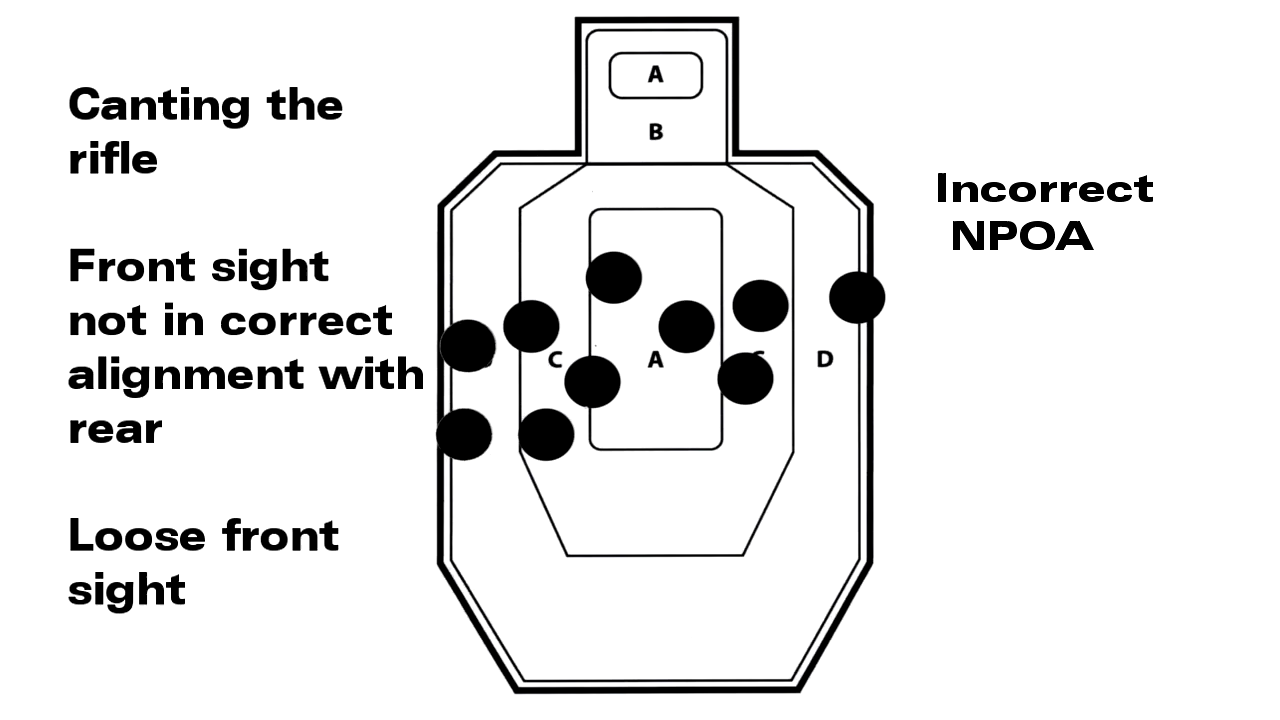 Canting the
rifle
Front sight
not in correct
alignment with
rear
Loose front
sight
A
B
C
A
D
Incorrect
NPOA